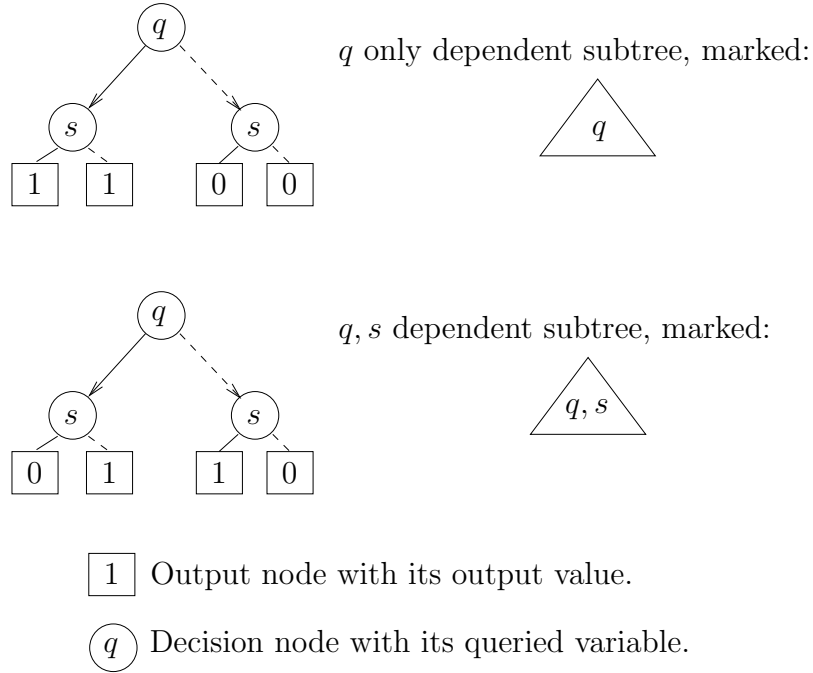 q
q only dependent subtree, marked:
q
s s
1 1 0 0
q
q, s dependent subtree, marked:
q, s
s s
0 1 1 0
1 Output node with its output value.
q Decision node with its queried variable.